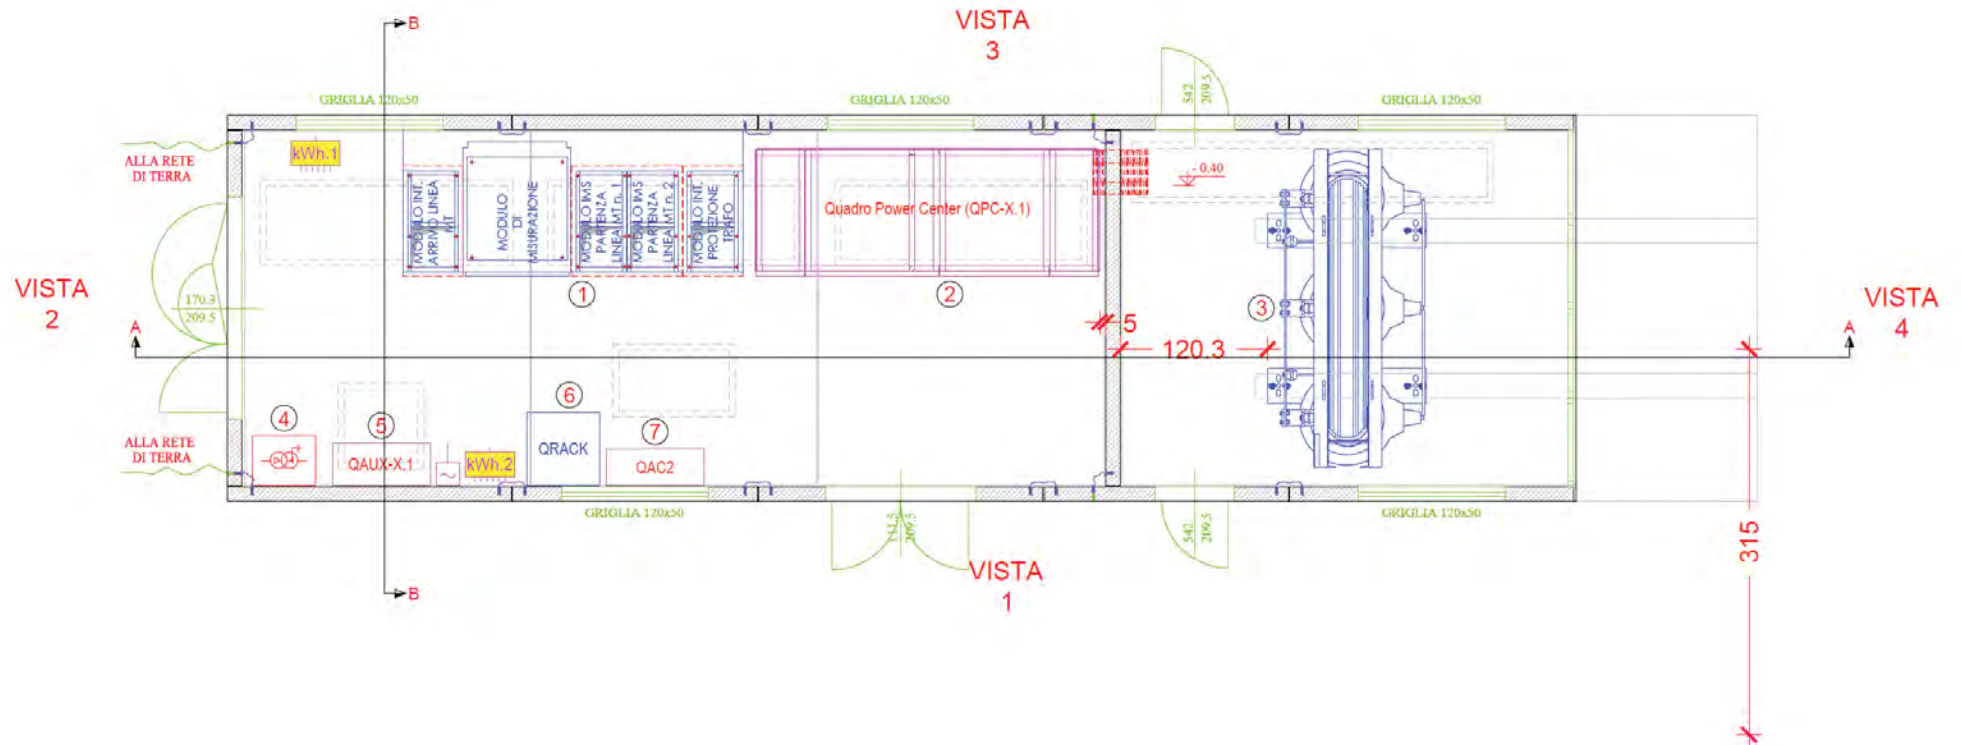 VISTA
3
B
GRIGLIA 120x50
GRIGLIA 120x50
GRIGLIA 120x50
542
209.5
ALLA RETE
DI TERRA
kWh.1
MODULO INT.
ARRIVO LINEA
MT
MODULO
DI
MISURAZIONE
MODULO IMS
PARTENZA
LINEA MT n. 1
MODULO IMS
PARTENZA
LINEA MT n. 2
MODULO INT.
PROTEZIONE
TRAFO
Quadro Power Center (QPC-X.1)
- 0.40
1
2
3
VISTA
2
170.3
209.5
A
5
120.3
A
VISTA
4
4
5
6
7
ALLA RETE
DI TERRA
QAUX-X.1
~
kWh.2
QRACK
QAC2
GRIGLIA 120x50
GRIGLIA 120x50
209.5
542
209.5
315
VISTA
1
B